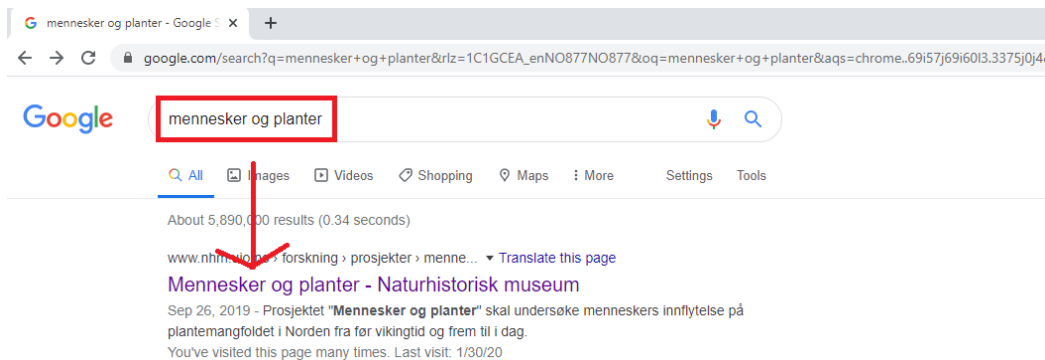 mennesker og planter - Google S
google.com/search?q=mennesker+og+planter&rlz=1C1GCEA_enNO877NO877&oq=mennesker+og+planter&aqs=chrome..69i57j69i60l3.3375j0j4
Google mennesker og planter
All Images Videos Shopping Maps More Settings Tools
About 5,890,000 results (0.34 seconds)
www.nhm.uio.no › forskning › prosjekter › menne... Translate this page
Mennesker og planter - Naturhistorisk museum
Sep 26, 2019 - Prosjektet "Mennesker og planter" skal undersøke menneskers innflytelse på
plantemangfoldet i Norden fra før vikingtid og frem til i dag.
You've visited this page many times. Last visit: 1/30/20